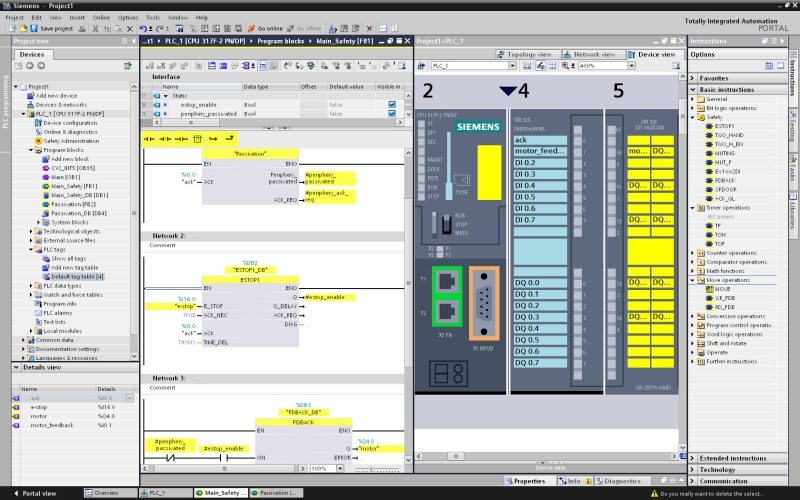 Siemens - Project1
Project Edit View Insert Online Options Tools Window Help
Save project
Go online
Go offline
Totally Integrated Automation
PORTAL
Project tree
Devices
PLC programming
Project1
Add new device
Devices & networks
PLC_1 [CPU 317F-2 PN/DP]
Device configuration
Online & diagnostics
Safety Administration
Program blocks
Add new block
CYC_INT5 [OB35]
Main [OB1]
Main_Safety [FB1]
Main_Safety_DB [DB1]
Passivation [FB2]
Passivation_DB [DB4]
System blocks
Technological objects
External source files
PLC tags
Show all tags
Add new tag table
Default tag table [4]
PLC data types
Watch and force tables
Program info
PLC alarms
Text lists
Local modules
Common data
Documentation settings
Languages & resources
Details view
Name Details
ack %I0.0
e-stop %I16.0
motor %Q4.0
motor_feedback %I0.1
...t1 PLC_1 [CPU 317F-2 PN/DP] Program blocks Main_Safety [FB1]
Interface
Name Data type Offset Default value Visible in
Static
estop_enable Bool false
periphery_passivated Bool false
"Passivation"
EN ENO
%I0.0
"ack" ACK
Periphery_passivated
#periphery_passivated
ACK_REQ
#periphery_ack_req
Network 2:
Comment
%DB2
"ESTOP1_DB"
ESTOP1
EN ENO
%I16.0
"e-stop" E_STOP
Q #estop_enable
TRUE ACK_NEC
Q_DELAY
%I0.0
"ack" ACK
ACK_REQ
DIAG
TIME_DEL
Network 3:
Comment
%DB3
"FDBACK_DB"
FDBACK
EN ENO
#periphery_passivated
#estop_enable
ON
Q
%Q4.0
"motor"
ERROR
100%
Project1 PLC_1
Topology view
Network view
Device view
PLC_1
400%
2 4 5
CPU 317F-2 PN/DP
SIEMENS
SF
BF1
BF2
MAINT
DC5V
FRCE
RUN
STOP
PUSH
RUN
STOP
MRES
X2 P1
X2 P2
P1
P2
X2 PN
X1 MPI/DP
SM 323
ack
motor_feed...
DI 0.2
DI 0.3
DI 0.4
DI 0.5
DI 0.6
DI 0.7
DQ 0.0
DQ 0.1
DQ 0.2
DQ 0.3
DQ 0.4
DQ 0.5
DQ 0.6
DQ 0.7
mo... DQ...
DQ... DQ...
DQ... DQ...
DQ... DQ...
DQ... DQ...
DQ... DQ...
DQ... DQ...
Device data
Properties Info Diagnostics
Instructions
Options
Favorites
Basic instructions
General
Bit logic operations
Safety
ESTOP1
TWO_HAND
TWO_H_EN
MUTING
MUT_P
EV1oo2DI
FDBACK
SFDOOR
ACK_GL
Timer operations
IEC timers
TP
TON
TOF
Counter operations
Comparator operations
Math functions
Move operations
MOVE
WR_FDB
RD_FDB
Conversion operations
Program control operatio...
Word logic operations
Shift and rotate
Operate
Further instructions
Extended instructions
Technology
Communication
Instructions
Testing
Tasks
Libraries
Portal view
Overview
PLC_1
Main_Safety ...
Passivation (...
Do you really want to delete the select...